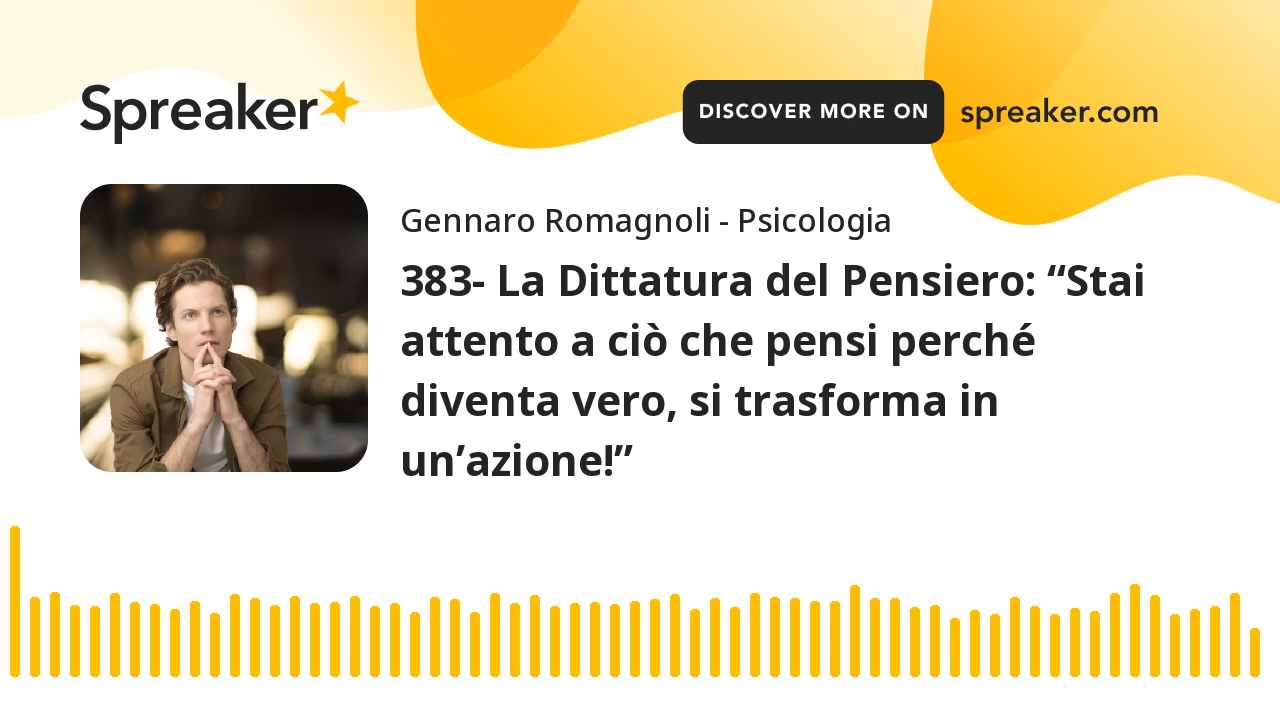 Spreaker
DISCOVER MORE ON spreaker.com
Gennaro Romagnoli - Psicologia
383- La Dittatura del Pensiero: “Stai
attento a ciò che pensi perché
diventa vero, si trasforma in
un’azione!”